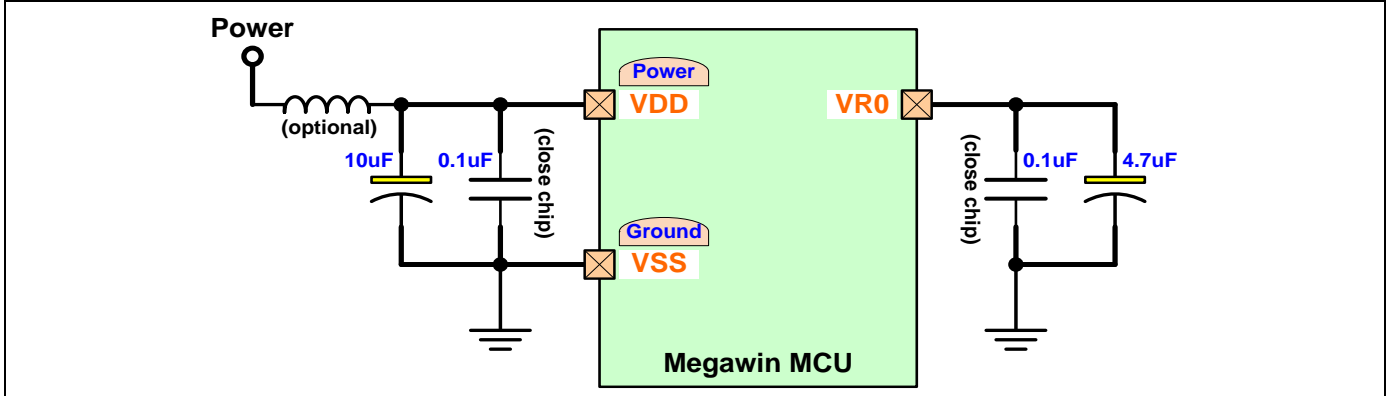 Power
(optional)
10uF
0.1uF
(close chip)
Power
VDD
Ground
VSS
VR0
(close chip)
0.1uF
4.7uF
Megawin MCU